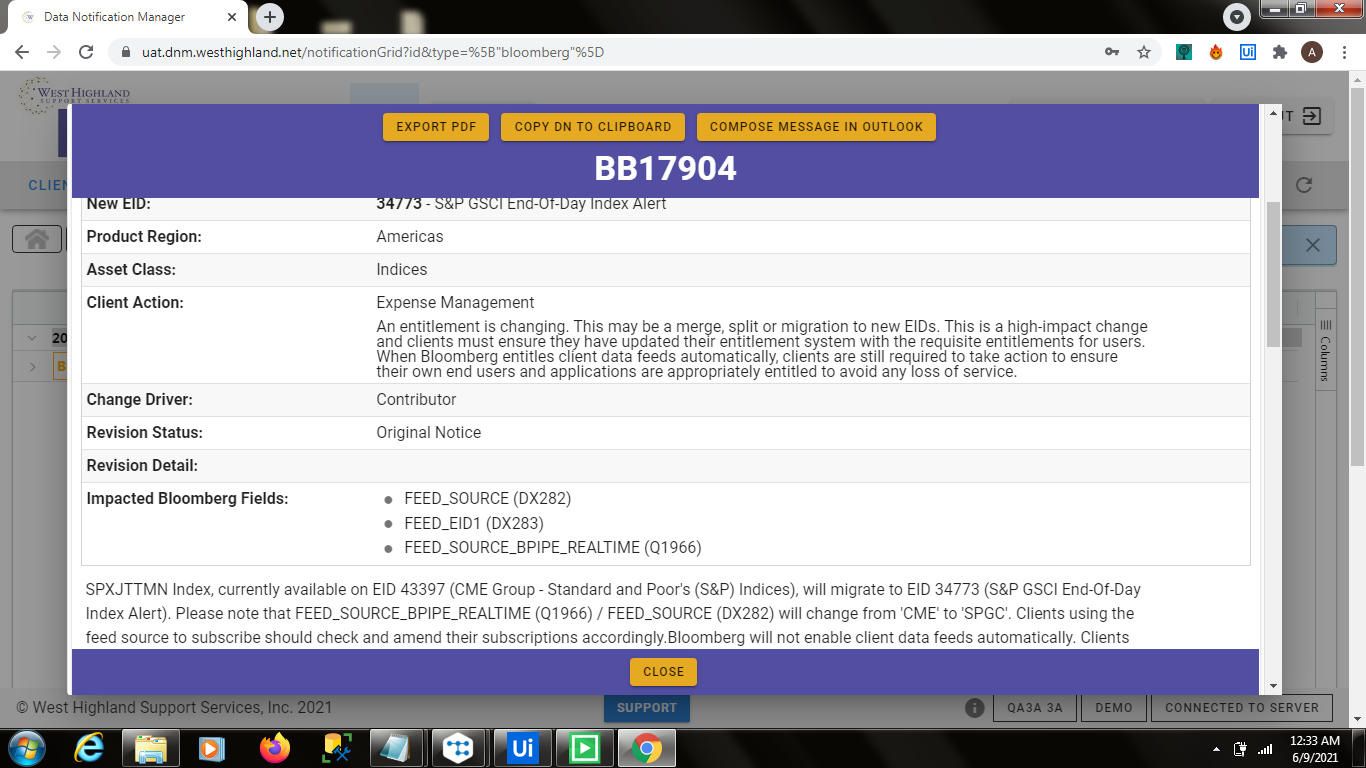 Data Notification Manager
uat.dnm.westhighland.net/notificationGrid?id&type=%5B"bloomberg"%5D
A
WEST HIGHLAND
SUPPORT SERVICES
EXPORT PDF
COPY DN TO CLIPBOARD
COMPOSE MESSAGE IN OUTLOOK
BB17904
UT
CLIEN
New EID: 34773 - S&P GSCI End-Of-Day Index Alert
Product Region: Americas
Asset Class: Indices
Client Action: Expense Management
An entitlement is changing. This may be a merge, split or migration to new EIDs. This is a high-impact change
and clients must ensure they have updated their entitlement system with the requisite entitlements for users.
When Bloomberg entitles client data feeds automatically, clients are still required to take action to ensure
their own end users and applications are appropriately entitled to avoid any loss of service.
Change Driver: Contributor
Revision Status: Original Notice
Revision Detail:
Impacted Bloomberg Fields:
FEED_SOURCE (DX282)
FEED_EID1 (DX283)
FEED_SOURCE_BPIPE_REALTIME (Q1966)
SPXJTTMN Index, currently available on EID 43397 (CME Group - Standard and Poor's (S&P) Indices), will migrate to EID 34773 (S&P GSCI End-Of-Day
Index Alert). Please note that FEED_SOURCE_BPIPE_REALTIME (Q1966) / FEED_SOURCE (DX282) will change from 'CME' to 'SPGC'. Clients using the
feed source to subscribe should check and amend their subscriptions accordingly.Bloomberg will not enable client data feeds automatically. Clients
20
B
Columns
CLOSE
© West Highland Support Services, Inc. 2021
SUPPORT
QA3A 3A
DEMO
CONNECTED TO SERVER
Ui
12:33 AM
6/9/2021